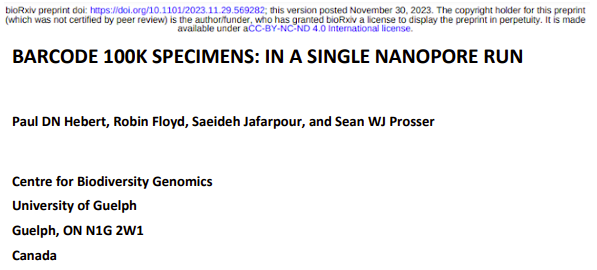 bioRxiv preprint doi: https://doi.org/10.1101/2023.11.29.569282; this version posted November 30, 2023. The copyright holder for this preprint
(which was not certified by peer review) is the author/funder, who has granted bioRxiv a license to display the preprint in perpetuity. It is made
available under aCC-BY-NC-ND 4.0 International license.
BARCODE 100K SPECIMENS: IN A SINGLE NANOPORE RUN
Paul DN Hebert, Robin Floyd, Saeideh Jafarpour, and Sean WJ Prosser
Centre for Biodiversity Genomics
University of Guelph
Guelph, ON N1G 2W1
Canada